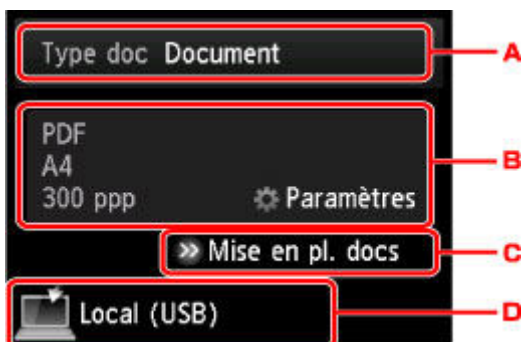 Type doc Document
A
PDF
A4
B
300 ppp Paramètres
Mise en pl. docs
C
Local (USB)
D